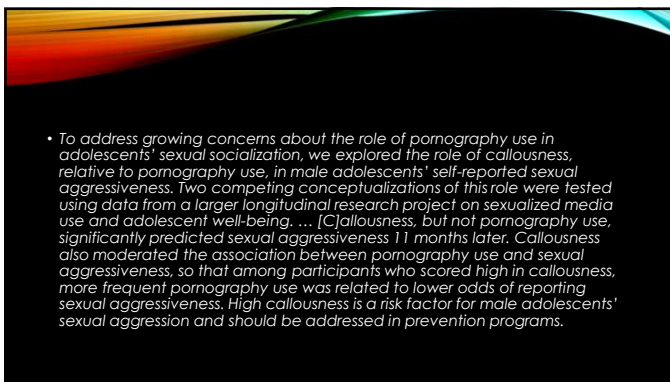 • To address growing concerns about the role of pornography use in
adolescents' sexual socialization, we explored the role of callousness,
relative to pornography use, in male adolescents' self-reported sexual
aggressiveness. Two competing conceptualizations of this role were tested
using data from a larger longitudinal research project on sexualized media
use and adolescent well-being. … [C]allousness, but not pornography use,
significantly predicted sexual aggressiveness 11 months later. Callousness
also moderated the association between pornography use and sexual
aggressiveness, so that among participants who scored high in callousness,
more frequent pornography use was related to lower odds of reporting
sexual aggressiveness. High callousness is a risk factor for male adolescents'
sexual aggression and should be addressed in prevention programs.